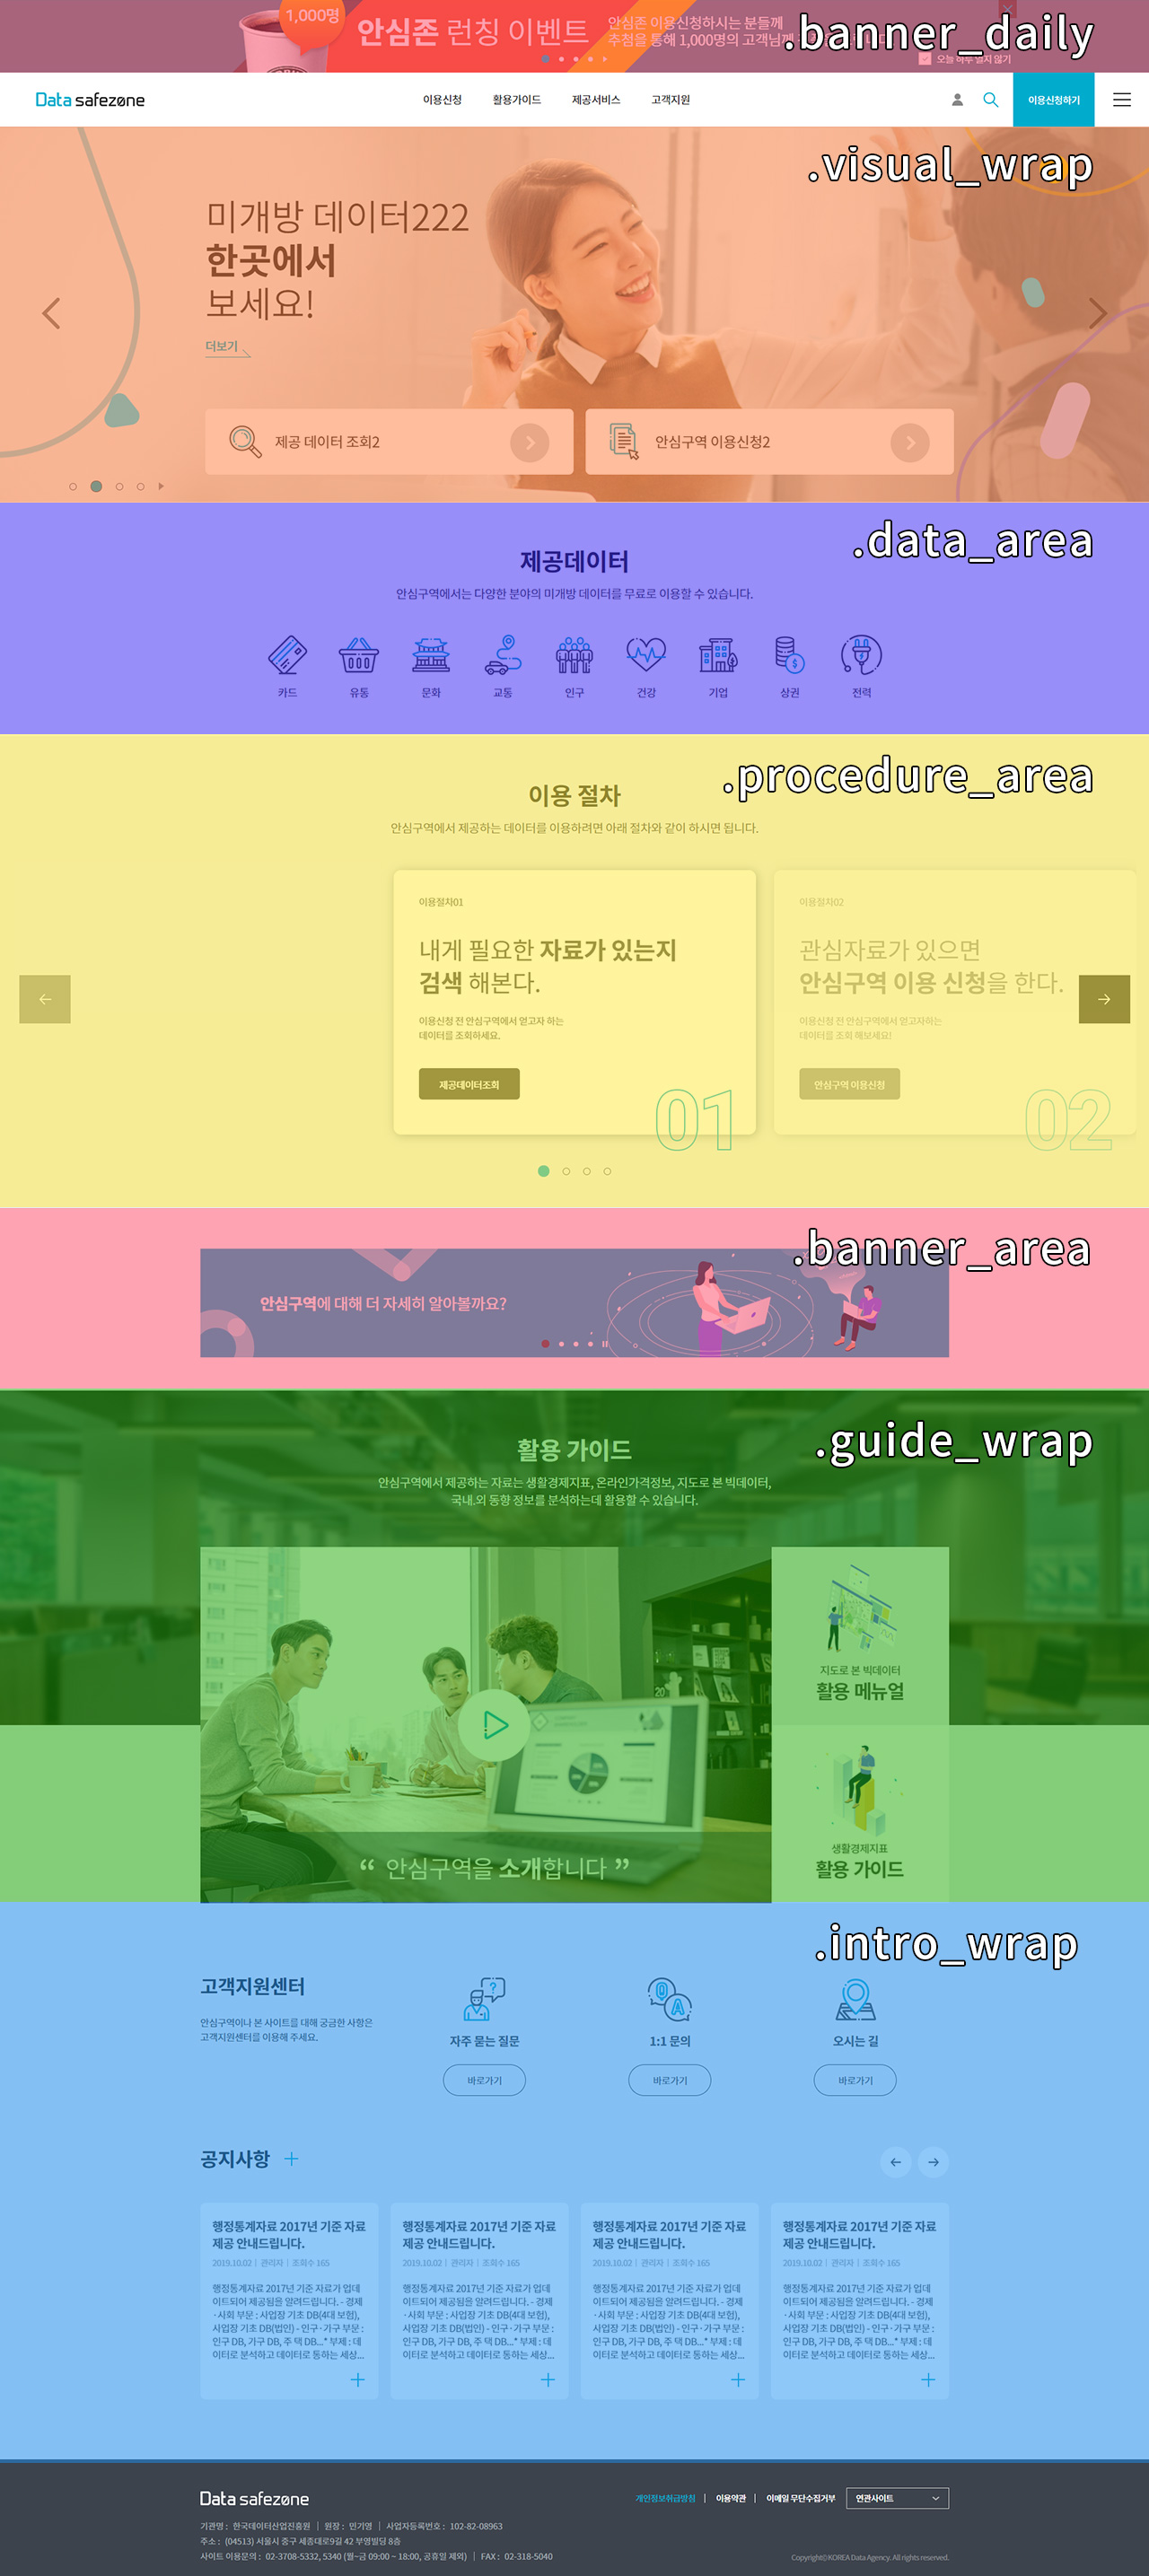 1,000명
안심존 런칭 이벤트
안심존 이용신청하시는 분들께
추첨을 통해 1,000명의 고객님께
.banner_daily
오늘 하루 열지 않기
Data safezøne
이용신청
활용가이드
제공서비스
고객지원
이용신청하기
.visual_wrap
미개방 데이터222
한곳에서
보세요!
더보기
제공 데이터 조회2
안심구역 이용신청2
.data_area
제공데이터
안심구역에서는 다양한 분야의 미개방 데이터를 무료로 이용할 수 있습니다.
카드
유통
문화
교통
인구
건강
기업
상권
전력
.procedure_area
이용 절차
안심구역에서 제공하는 데이터를 이용하려면 아래 절차와 같이 하시면 됩니다.
이용절차01
내게 필요한 자료가 있는지
검색 해본다.
이용신청 전 안심구역에서 얻고자 하는
데이터를 조회하세요.
제공데이터조회
01
이용절차02
관심자료가 있으면
안심구역 이용 신청을 한다.
이용신청 전 안심구역에서 얻고자하는
데이터를 조회 해보세요!
안심구역 이용신청
02
.banner_area
안심구역에 대해 더 자세히 알아볼까요?
.guide_wrap
활용 가이드
안심구역에서 제공하는 자료는 생활경제지표, 온라인가격정보, 지도로 본 빅데이터,
국내.외 동향 정보를 분석하는데 활용할 수 있습니다.
지도로 본 빅데이터
활용 메뉴얼
생활경제지표
활용 가이드
“ 안심구역을 소개합니다 ”
.intro_wrap
고객지원센터
안심구역이나 본 사이트를 대해 궁금한 사항은
고객지원센터를 이용해 주세요.
자주 묻는 질문
바로가기
Q A
1:1 문의
바로가기
오시는 길
바로가기
공지사항
행정통계자료 2017년 기준 자료
제공 안내드립니다.
2019.10.02 | 관리자 | 조회수 165
행정통계자료 2017년 기준 자료가 업데
이트되어 제공됨을 알려드립니다. - 경제
·사회 부문 : 사업장 기초 DB(4대 보험),
사업장 기초 DB(법인) - 인구·가구 부문 :
인구 DB, 가구 DB, 주택 DB...* 부제 : 데
이터로 분석하고 데이터로 통하는 세상...
행정통계자료 2017년 기준 자료
제공 안내드립니다.
2019.10.02 | 관리자 | 조회수 165
행정통계자료 2017년 기준 자료가 업데
이트되어 제공됨을 알려드립니다. - 경제
·사회 부문 : 사업장 기초 DB(4대 보험),
사업장 기초 DB(법인) - 인구·가구 부문 :
인구 DB, 가구 DB, 주택 DB...* 부제 : 데
이터로 분석하고 데이터로 통하는 세상...
행정통계자료 2017년 기준 자료
제공 안내드립니다.
2019.10.02 | 관리자 | 조회수 165
행정통계자료 2017년 기준 자료가 업데
이트되어 제공됨을 알려드립니다. - 경제
·사회 부문 : 사업장 기초 DB(4대 보험),
사업장 기초 DB(법인) - 인구·가구 부문 :
인구 DB, 가구 DB, 주택 DB...* 부제 : 데
이터로 분석하고 데이터로 통하는 세상...
행정통계자료 2017년 기준 자료
제공 안내드립니다.
2019.10.02 | 관리자 | 조회수 165
행정통계자료 2017년 기준 자료가 업데
이트되어 제공됨을 알려드립니다. - 경제
·사회 부문 : 사업장 기초 DB(4대 보험),
사업장 기초 DB(법인) - 인구·가구 부문 :
인구 DB, 가구 DB, 주택 DB...* 부제 : 데
이터로 분석하고 데이터로 통하는 세상...
Data safezøne
개인정보취급방침 | 이용약관 | 이메일 무단수집거부
연관사이트
기관명 : 한국데이터산업진흥원 | 원장 : 민기영 | 사업자등록번호 : 102-82-08963
주소 : (04513) 서울시 중구 세종대로9길 42 부영빌딩 8층
사이트 이용문의 : 02-3708-5332, 5340 (월~금 09:00 ~ 18:00, 공휴일 제외) | FAX : 02-318-5040
Copyright©KOREA Data Agency. All rights reserved.